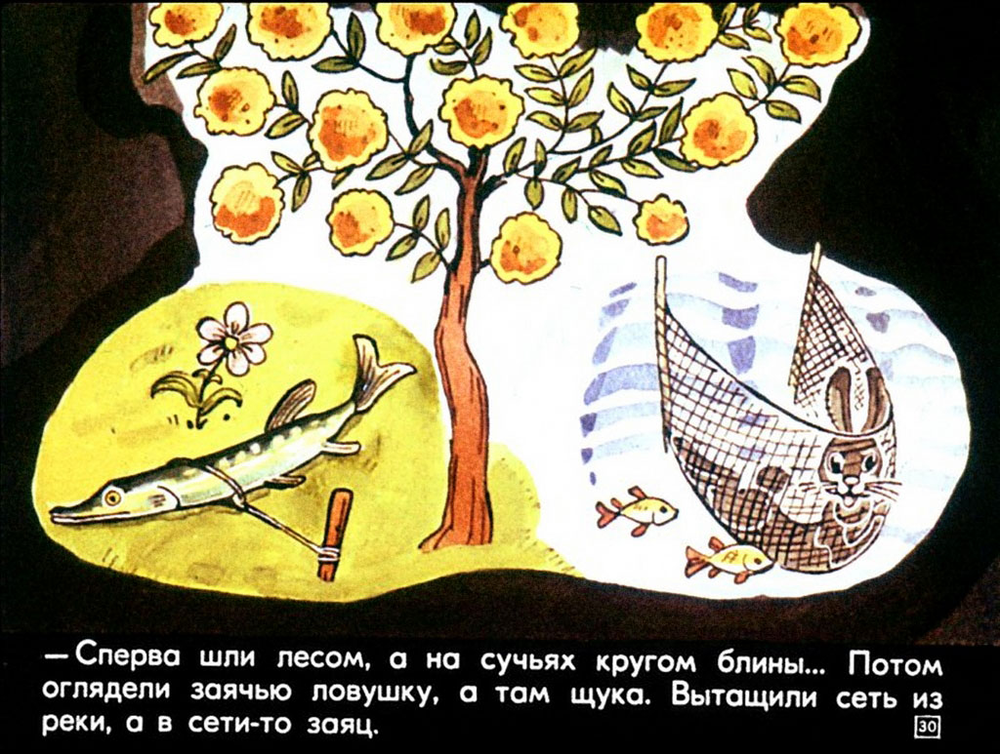 —Сперва шли лесом, а на сучьях кругом блины... Потом
оглядели заячью ловушку, а там щука. Вытащили сеть из
реки, а в сети-то заяц.
30